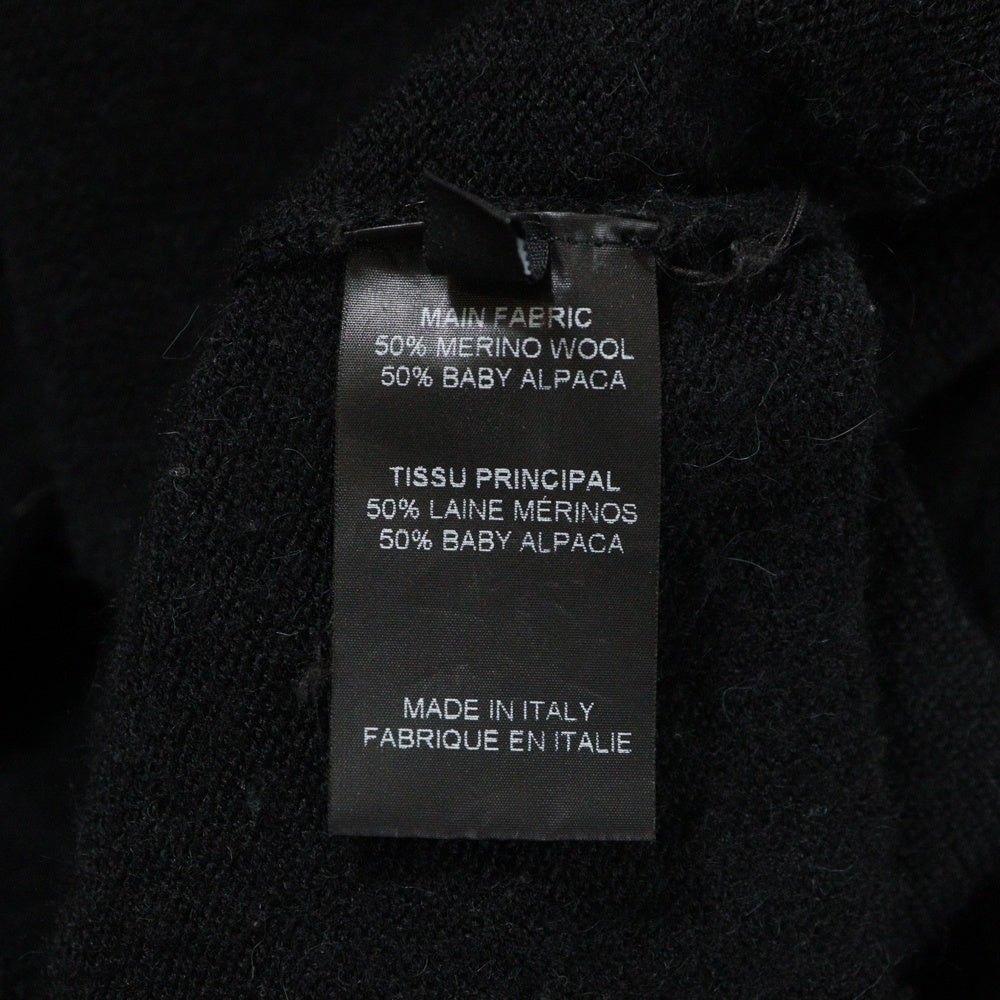 MAIN FABRIC
50% MERINO WOOL
50% BABY ALPACA
TISSU PRINCIPAL
50% LAINE MÉRINOS
50% BABY ALPACA
MADE IN ITALY
FABRIQUE EN ITALIE